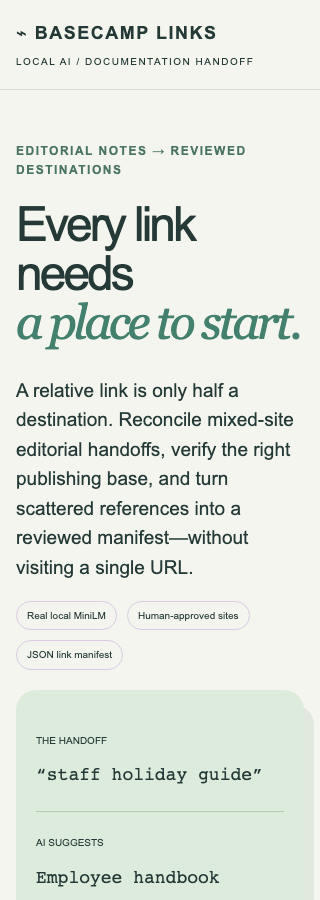 ⌁ BASECAMP LINKS
LOCAL AI / DOCUMENTATION HANDOFF
EDITORIAL NOTES → REVIEWED
DESTINATIONS
Every link
needs
a place to start.
A relative link is only half a
destination. Reconcile mixed-site
editorial handoffs, verify the right
publishing base, and turn
scattered references into a
reviewed manifest—without
visiting a single URL.
Real local MiniLM
Human-approved sites
JSON link manifest
THE HANDOFF
“staff holiday guide”
AI SUGGESTS
Employee handbook